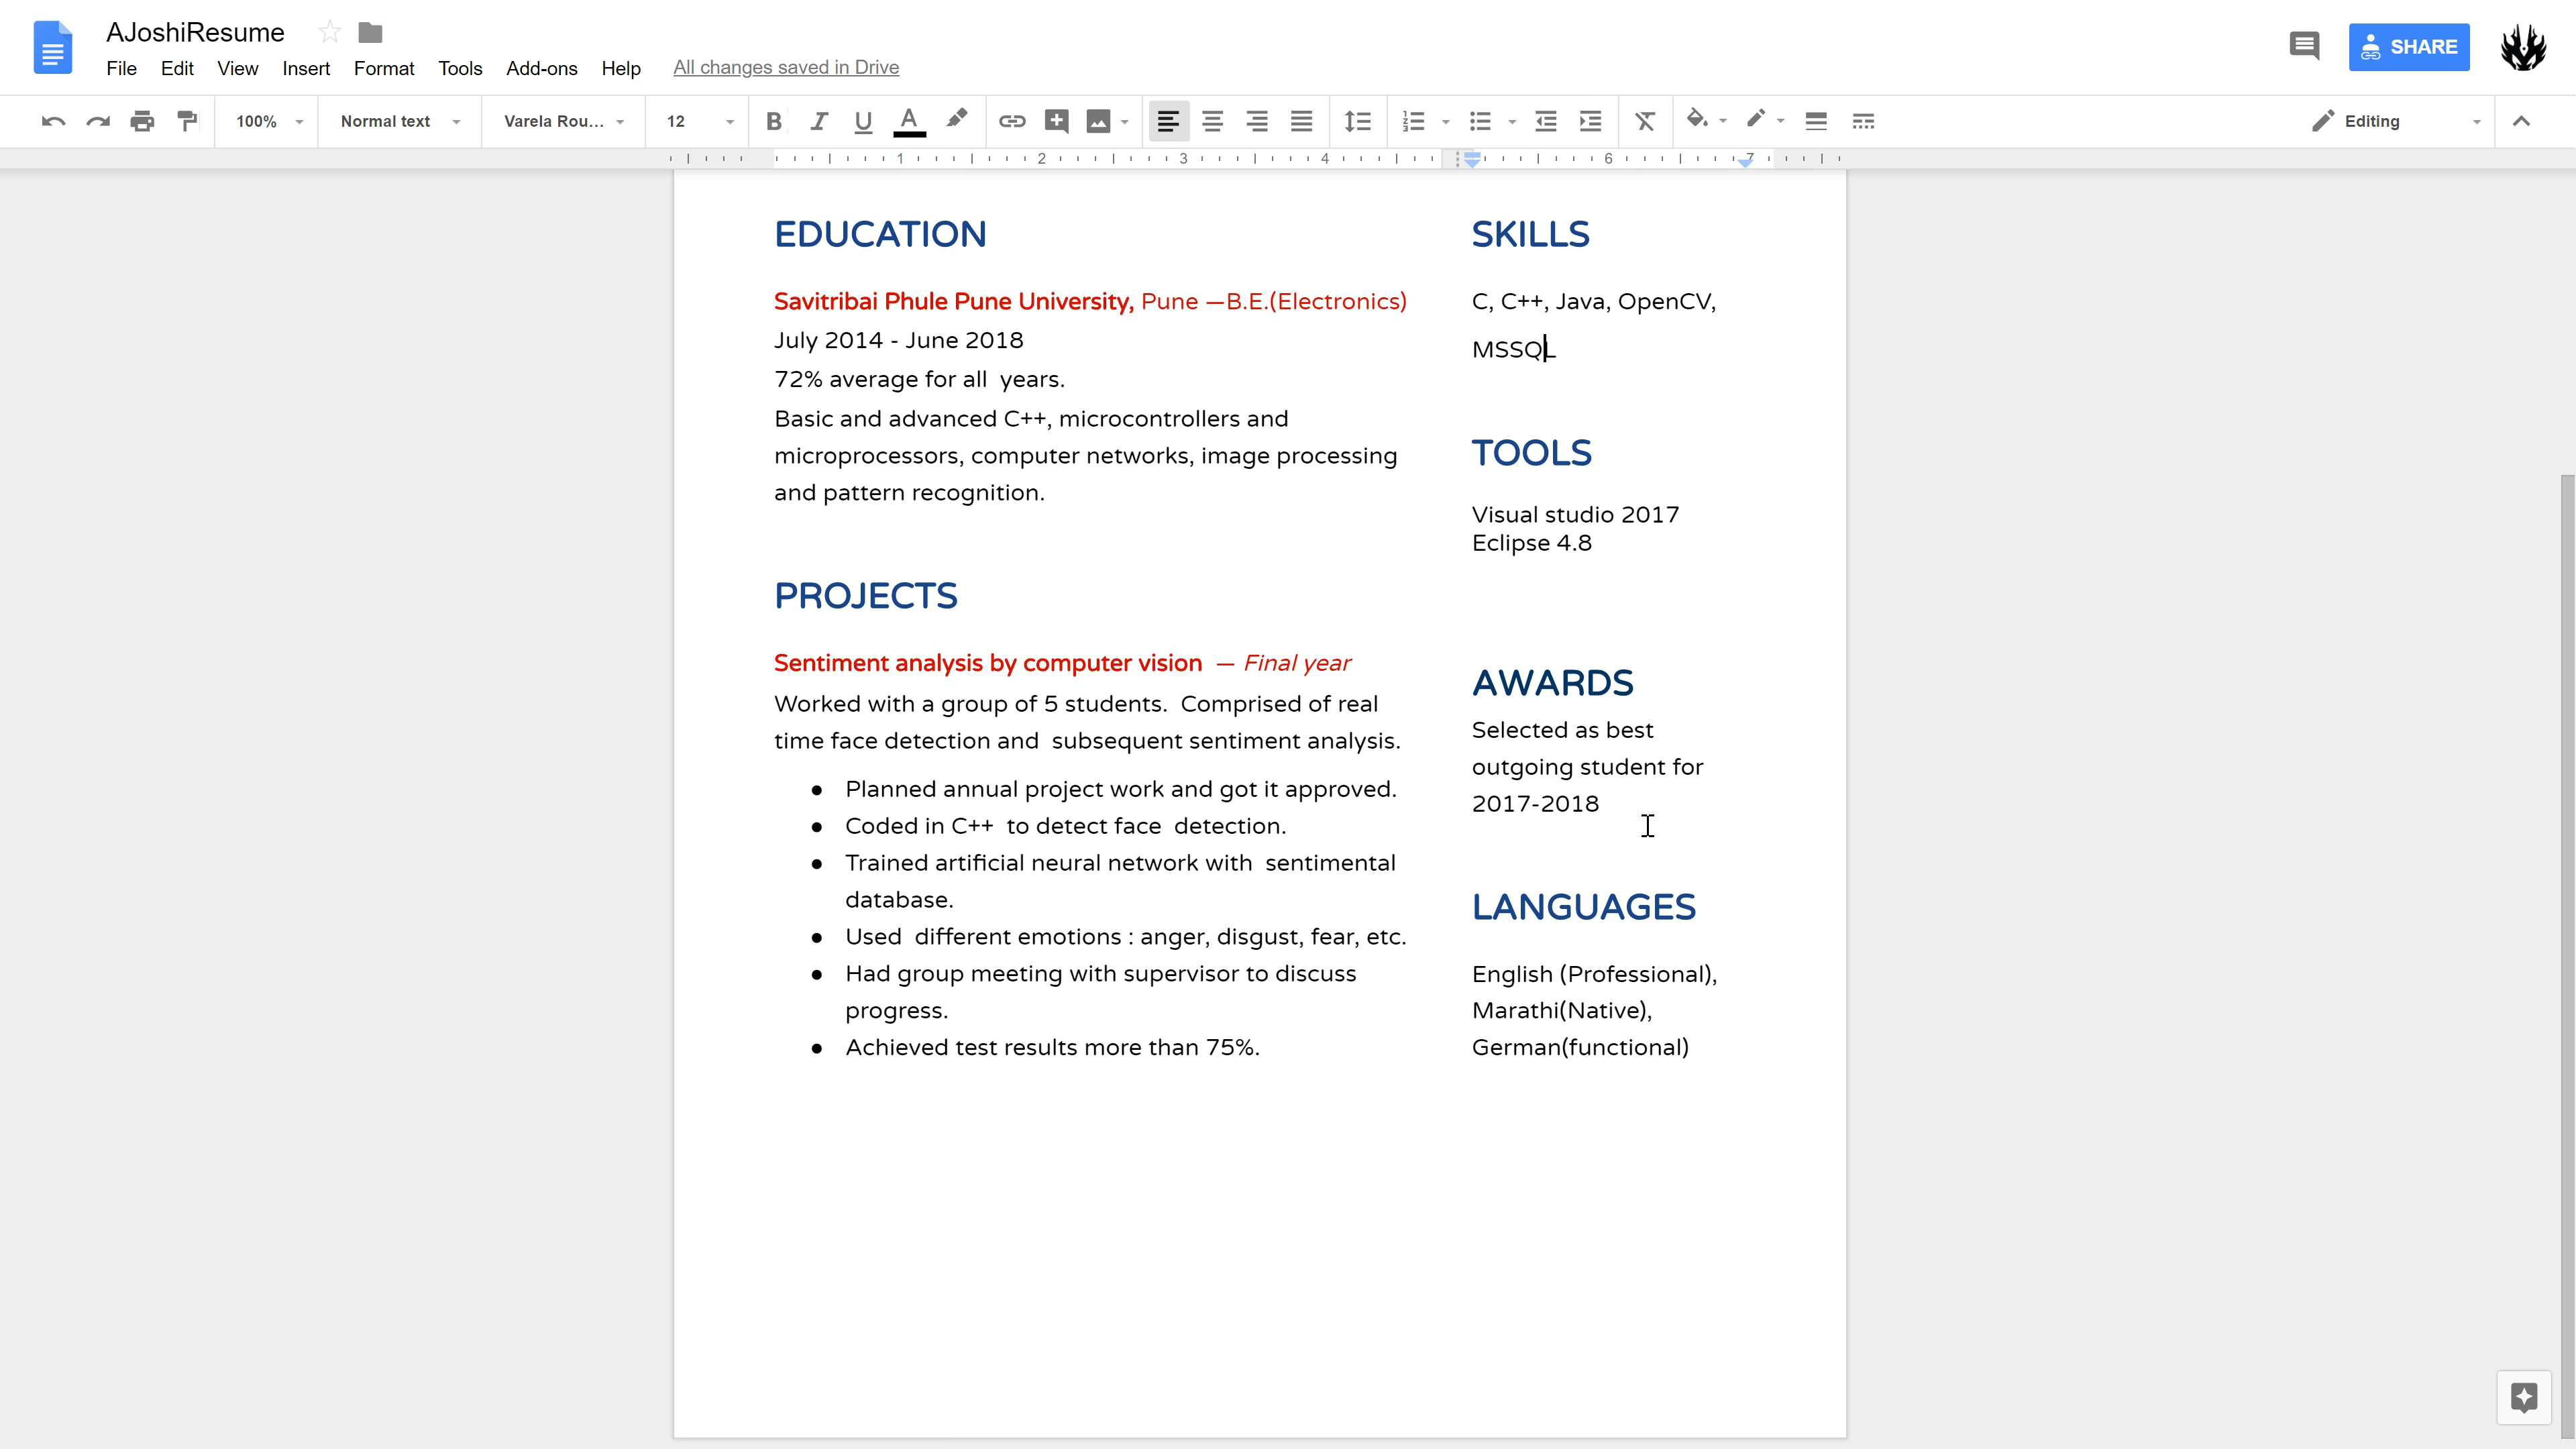 AJoshiResume
File Edit View Insert Format Tools Add-ons Help All changes saved in Drive
SHARE
100% Normal text Varela Rou... 12 Editing
1 2 3 4 6 7
EDUCATION
Savitribai Phule Pune University, Pune —B.E.(Electronics)
July 2014 - June 2018
72% average for all  years.
Basic and advanced C++, microcontrollers and
microprocessors, computer networks, image processing
and pattern recognition.
PROJECTS
Sentiment analysis by computer vision  — Final year
Worked with a group of 5 students.  Comprised of real
time face detection and  subsequent sentiment analysis.
● Planned annual project work and got it approved.
● Coded in C++  to detect face  detection.
● Trained artificial neural network with  sentimental
database.
● Used  different emotions : anger, disgust, fear, etc.
● Had group meeting with supervisor to discuss
progress.
● Achieved test results more than 75%.
SKILLS
C, C++, Java, OpenCV,
MSSQL
TOOLS
Visual studio 2017
Eclipse 4.8
AWARDS
Selected as best
outgoing student for
2017-2018
LANGUAGES
English (Professional),
Marathi(Native),
German(functional)